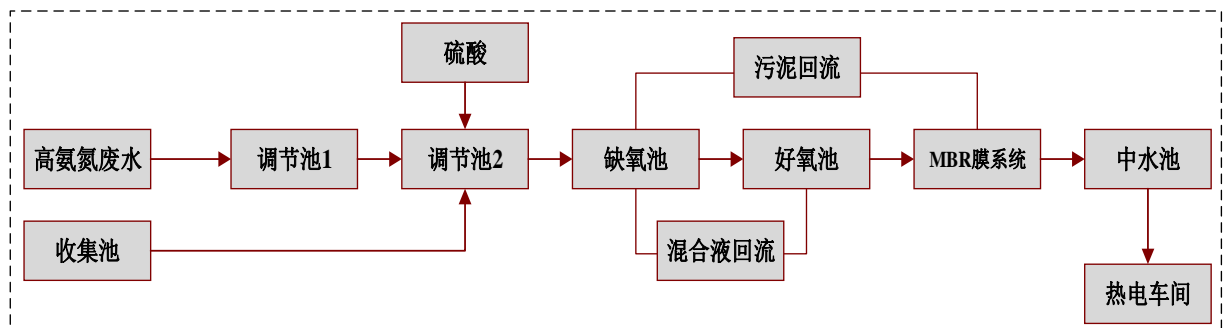 硫酸
污泥回流
高氨氮废水
调节池1
调节池2
缺氧池
好氧池
MBR膜系统
中水池
收集池
混合液回流
热电车间